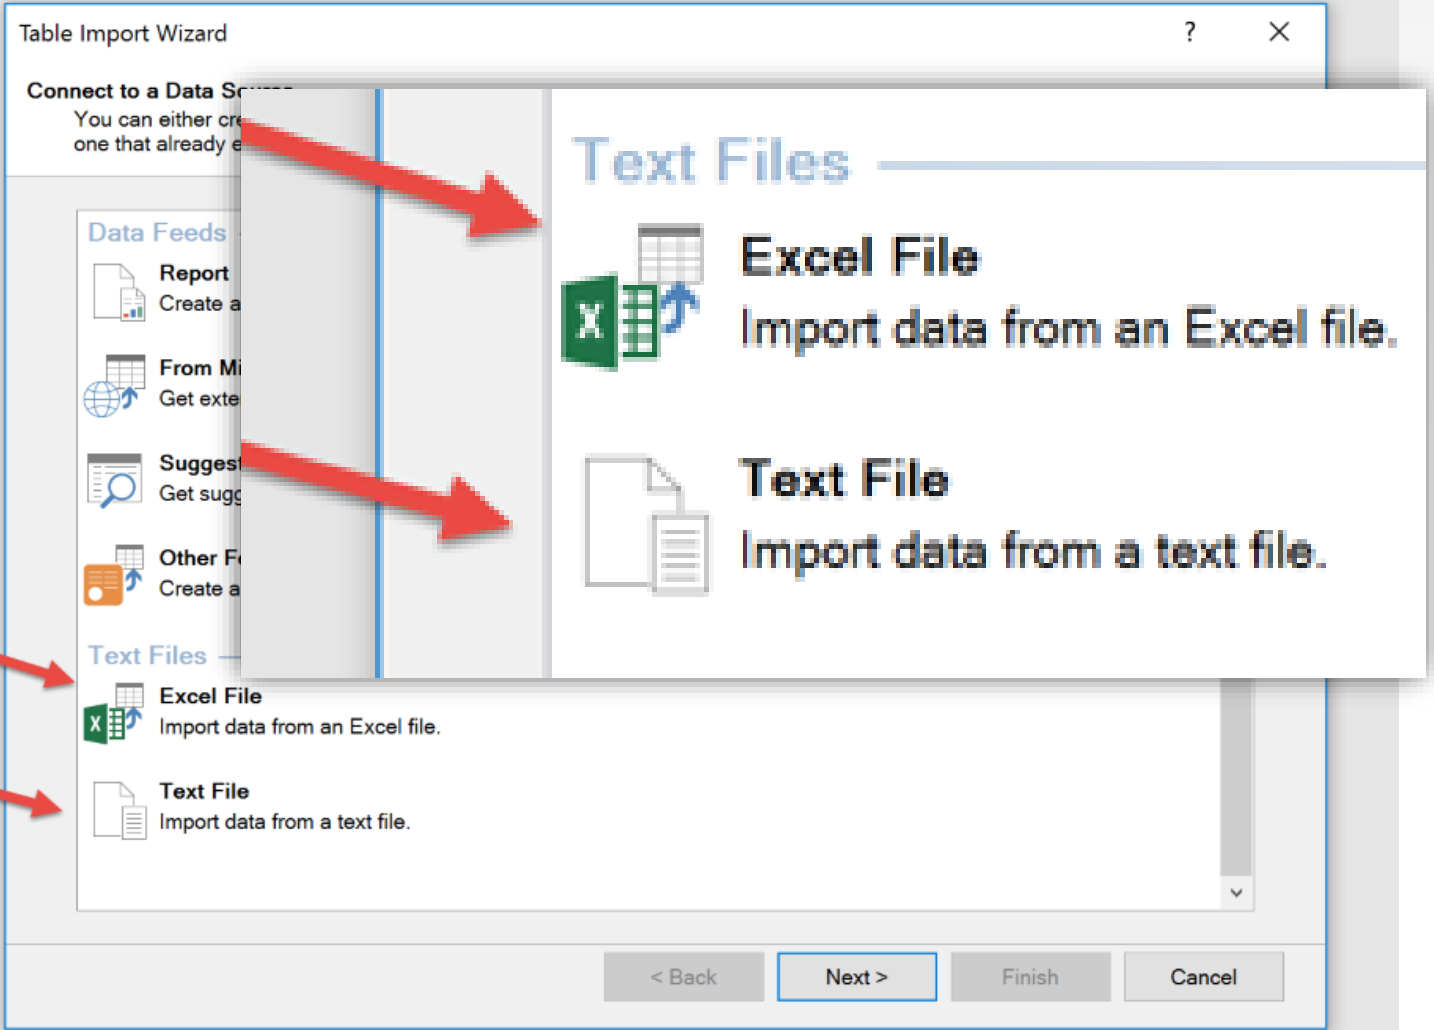 Table Import Wizard
?
Connect to a Data Source
You can either cre
one that already e
Data Feeds
Report
Create a
From Mi
Get exte
Suggest
Get sugg
Other Fe
Create a
Text Files
Excel File
Import data from an Excel file.
Text File
Import data from a text file.
Text Files
Excel File
Import data from an Excel file.
Text File
Import data from a text file.
< Back
Next >
Finish
Cancel